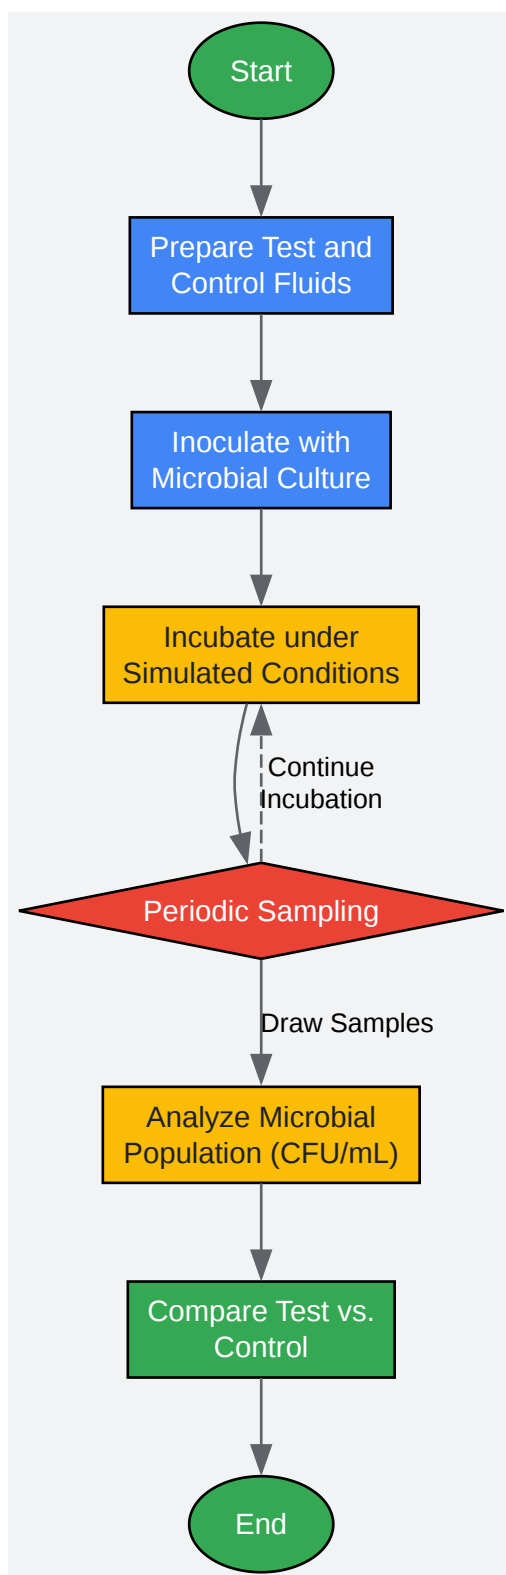 Start
Prepare Test and
Control Fluids
Inoculate with
Microbial Culture
Incubate under
Simulated Conditions
Continue
Incubation
Periodic Sampling
Draw Samples
Analyze Microbial
Population (CFU/mL)
Compare Test vs.
Control
End